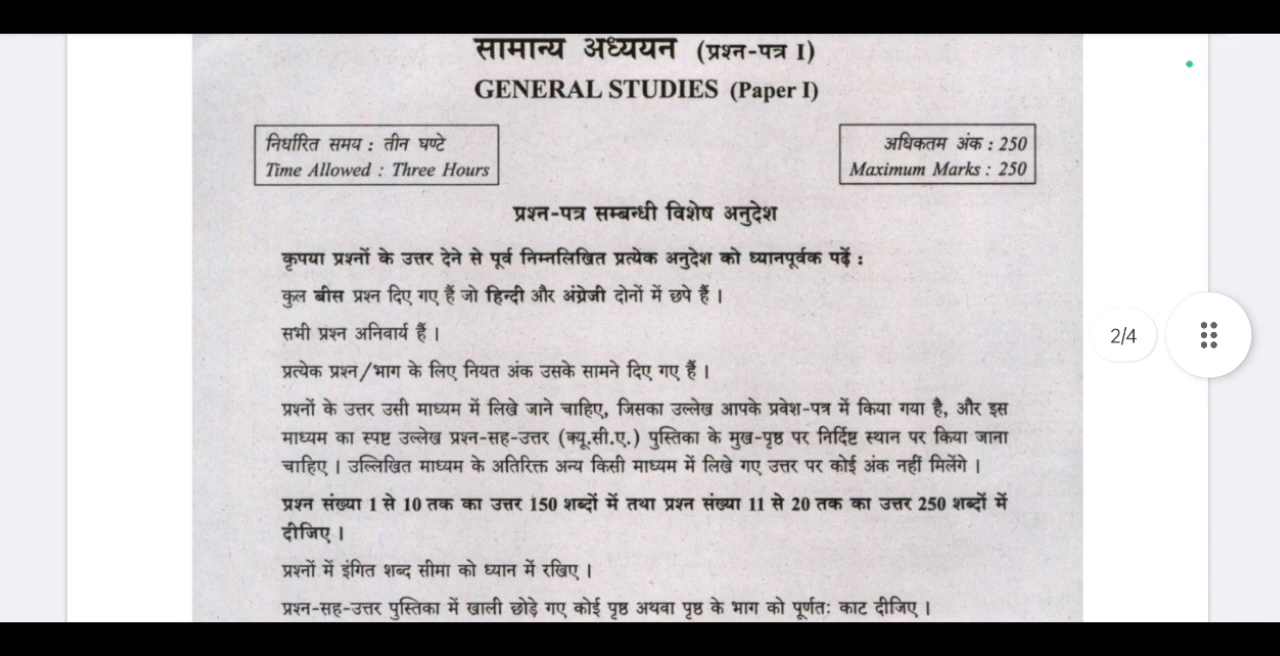 सामान्य अध्ययन (प्रश्न-पत्र I)
GENERAL STUDIES (Paper I)
निर्धारित समय : तीन घण्टे
Time Allowed : Three Hours
अधिकतम अंक : 250
Maximum Marks : 250
प्रश्न-पत्र सम्बन्धी विशेष अनुदेश
कृपया प्रश्नों के उत्तर देने से पूर्व निम्नलिखित प्रत्येक अनुदेश को ध्यानपूर्वक पढ़ें :
कुल बीस प्रश्न दिए गए हैं जो हिन्दी और अंग्रेजी दोनों में छपे हैं ।
सभी प्रश्न अनिवार्य हैं ।
प्रत्येक प्रश्न/भाग के लिए नियत अंक उसके सामने दिए गए हैं ।
प्रश्नों के उत्तर उसी माध्यम में लिखे जाने चाहिए, जिसका उल्लेख आपके प्रवेश-पत्र में किया गया है, और इस
माध्यम का स्पष्ट उल्लेख प्रश्न-सह-उत्तर (क्यू.सी.ए.) पुस्तिका के मुख-पृष्ठ पर निर्दिष्ट स्थान पर किया जाना
चाहिए । उल्लिखित माध्यम के अतिरिक्त अन्य किसी माध्यम में लिखे गए उत्तर पर कोई अंक नहीं मिलेंगे ।
प्रश्न संख्या 1 से 10 तक का उत्तर 150 शब्दों में तथा प्रश्न संख्या 11 से 20 तक का उत्तर 250 शब्दों में
दीजिए ।
प्रश्नों में इंगित शब्द सीमा को ध्यान में रखिए ।
प्रश्न-सह-उत्तर पुस्तिका में खाली छोड़े गए कोई पृष्ठ अथवा पृष्ठ के भाग को पूर्णतः काट दीजिए ।
2/4